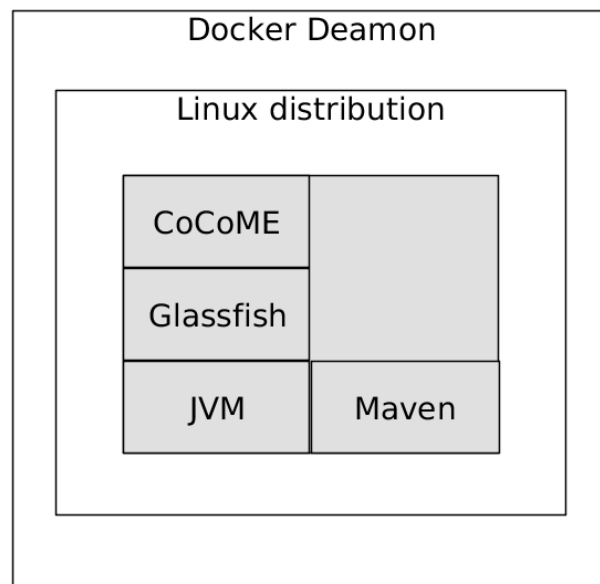 Docker Deamon
Linux distribution
CoCoME
Glassfish
JVM
Maven